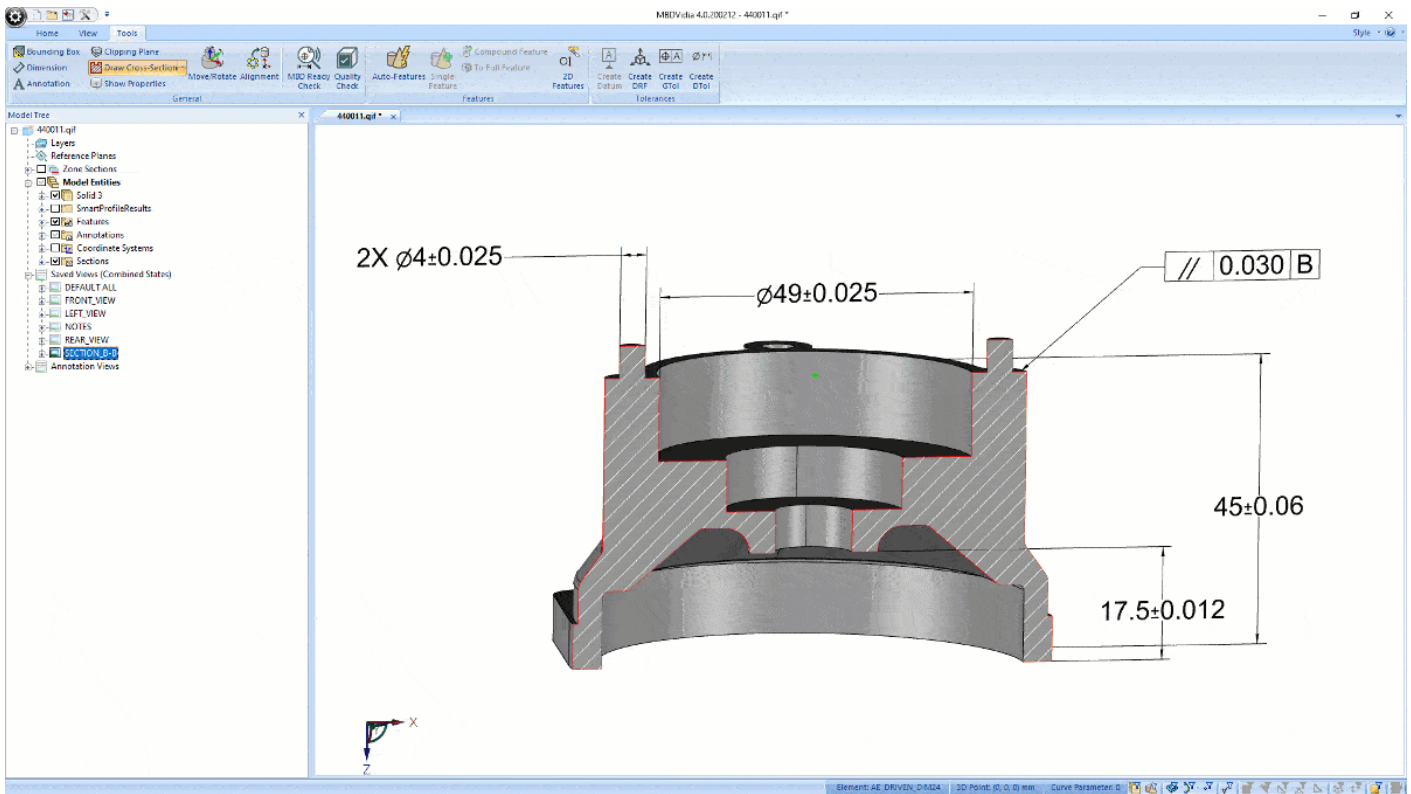 MBDVidia 4.0.200212 - 440011.qif *
Home View Tools Style
Bounding Box Clipping Plane
Dimension Draw Cross-Section
Annotation Show Properties
Move/Rotate Alignment MBD Ready Check Quality Check
General
Auto-Features Single Feature
Compound Feature
To Full Feature
2D Features
Features
Create Datum Create DRF Create GTol Create DTol
Tolerances
Model Tree
440011.qif *
440011.qif
Layers
Reference Planes
Zone Sections
Model Entities
Solid 3
SmartProfileResults
Features
Annotations
Coordinate Systems
Sections
Saved Views (Combined States)
DEFAULT ALL
FRONT_VIEW
LEFT_VIEW
NOTES
REAR_VIEW
SECTION_B-B
Annotation Views
2X ⌀4±0.025
⌀49±0.025
// 0.030 B
45±0.06
17.5±0.012
X
Z
Element: AE_DRIVEN_DIM24 3D Point: (0, 0, 0) mm Curve Parameter: 0